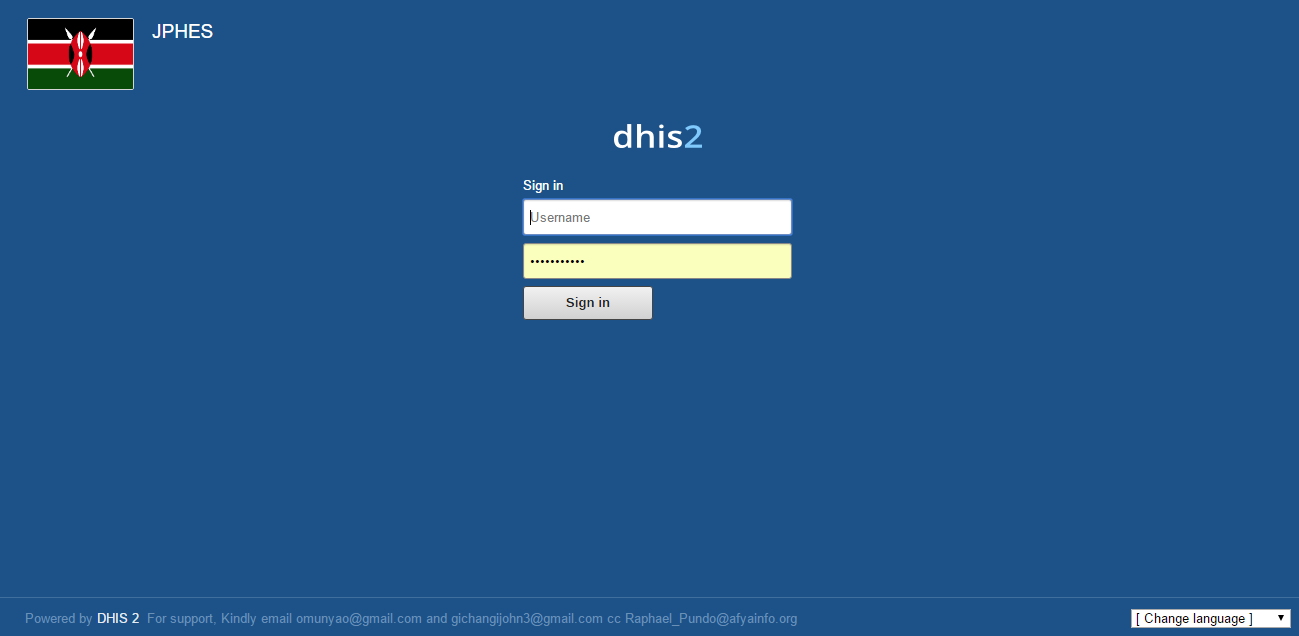 JPHES
dhis2
Sign in
Username
•••••••••••
Sign in
Powered by DHIS 2 For support, Kindly email omunyao@gmail.com and gichangijohn3@gmail.com cc Raphael_Pundo@afyainfo.org
[ Change language ]